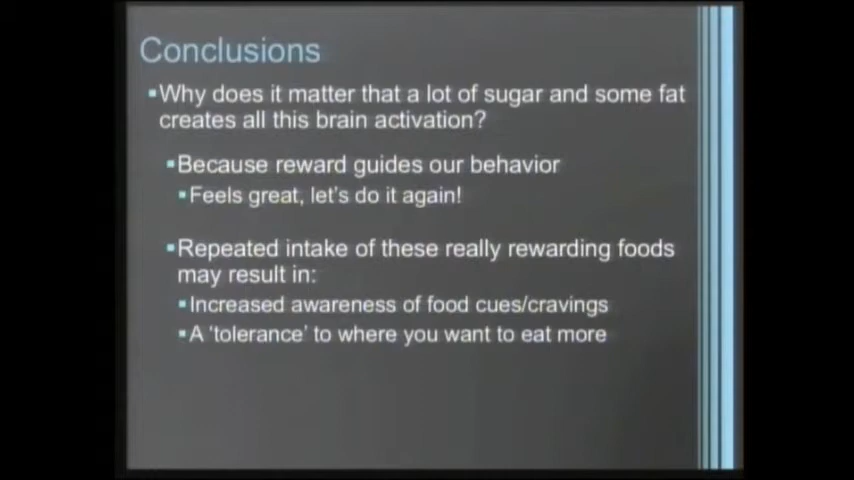 Conclusions
▪Why does it matter that a lot of sugar and some fat
creates all this brain activation?
▪Because reward guides our behavior
▪Feels great, let's do it again!
▪Repeated intake of these really rewarding foods
may result in:
▪Increased awareness of food cues/cravings
▪A 'tolerance' to where you want to eat more